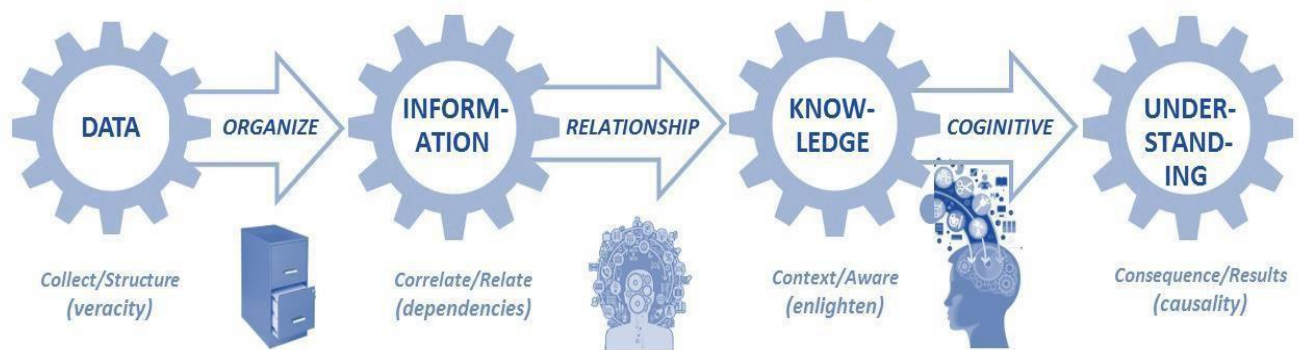 DATA
ORGANIZE
INFORM-
ATION
RELATIONSHIP
KNOW-
LEDGE
COGINITIVE
UNDER-
STAND-
ING
Collect/Structure
(veracity)
Correlate/Relate
(dependencies)
Context/Aware
(enlighten)
Consequence/Results
(causality)